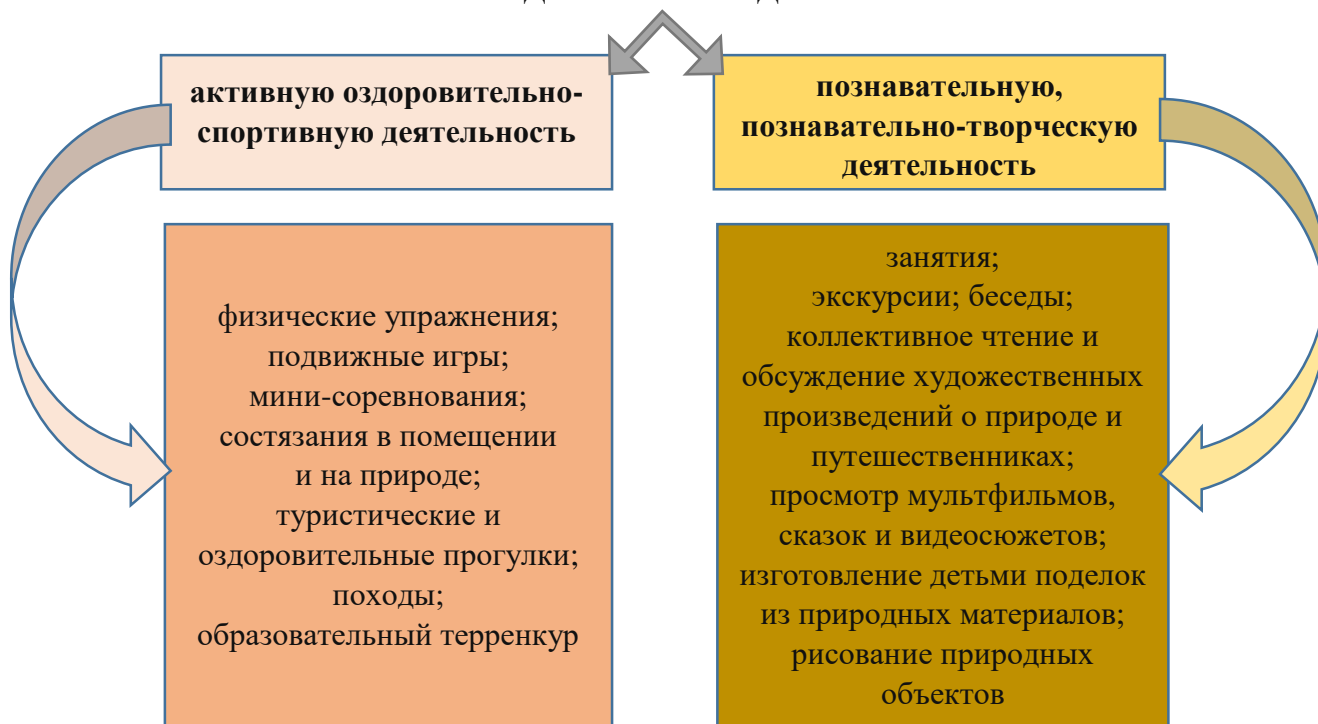 активную оздоровительно-
спортивную деятельность
познавательную,
познавательно-творческую
деятельность
физические упражнения;
подвижные игры;
мини-соревнования;
состязания в помещении
и на природе;
туристические и
оздоровительные прогулки;
походы;
образовательный терренкур
занятия;
экскурсии; беседы;
коллективное чтение и
обсуждение художественных
произведений о природе и
путешественниках;
просмотр мультфильмов,
сказок и видеосюжетов;
изготовление детьми поделок
из природных материалов;
рисование природных
объектов